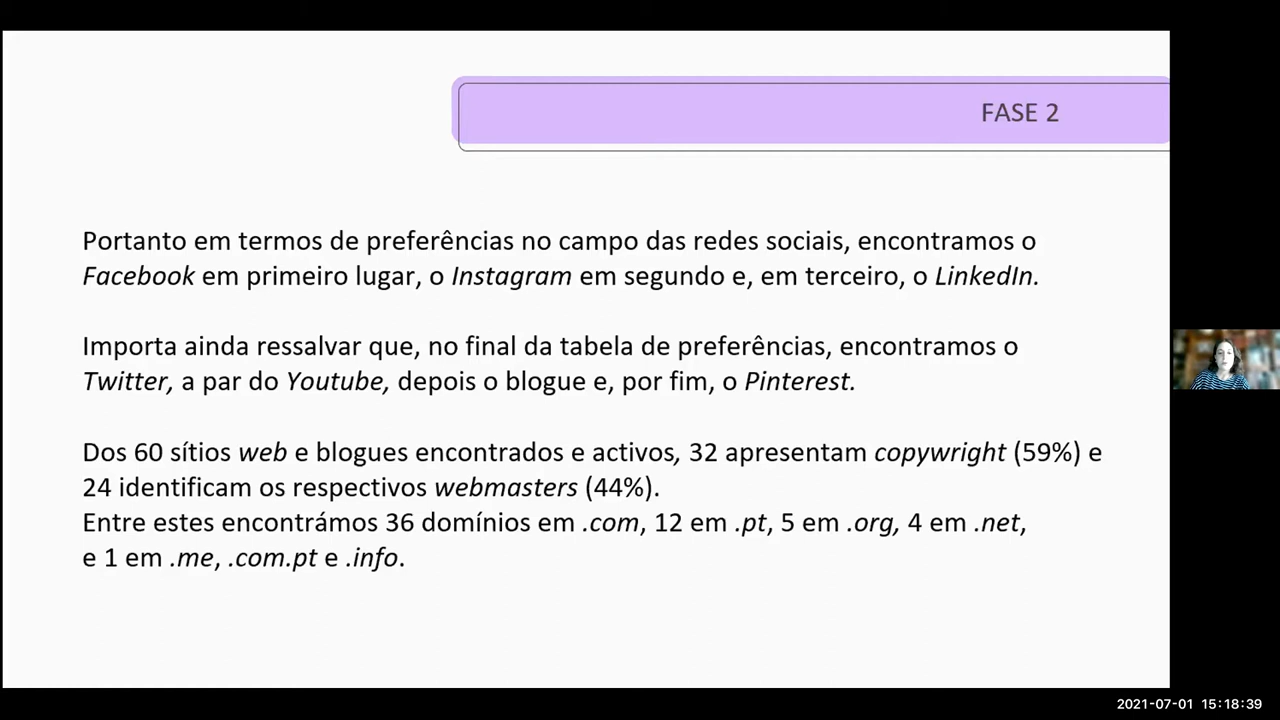 FASE 2
Portanto em termos de preferências no campo das redes sociais, encontramos o
Facebook em primeiro lugar, o Instagram em segundo e, em terceiro, o LinkedIn.
Importa ainda ressalvar que, no final da tabela de preferências, encontramos o
Twitter, a par do Youtube, depois o blogue e, por fim, o Pinterest.
Dos 60 sítios web e blogues encontrados e activos, 32 apresentam copywright (59%) e
24 identificam os respectivos webmasters (44%).
Entre estes encontrámos 36 domínios em .com, 12 em .pt, 5 em .org, 4 em .net,
e 1 em .me, .com.pt e .info.
2021-07-01 15:18:39